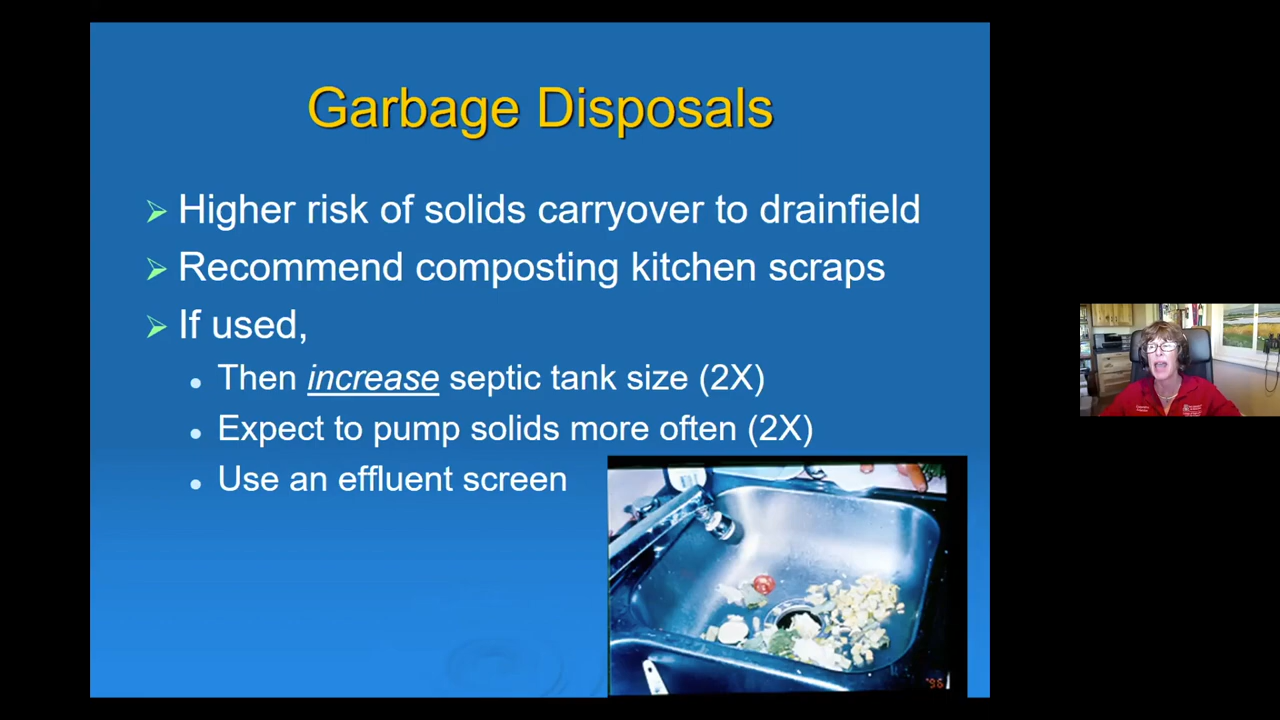 Garbage Disposals
Higher risk of solids carryover to drainfield
Recommend composting kitchen scraps
If used,
Then increase septic tank size (2X)
Expect to pump solids more often (2X)
Use an effluent screen